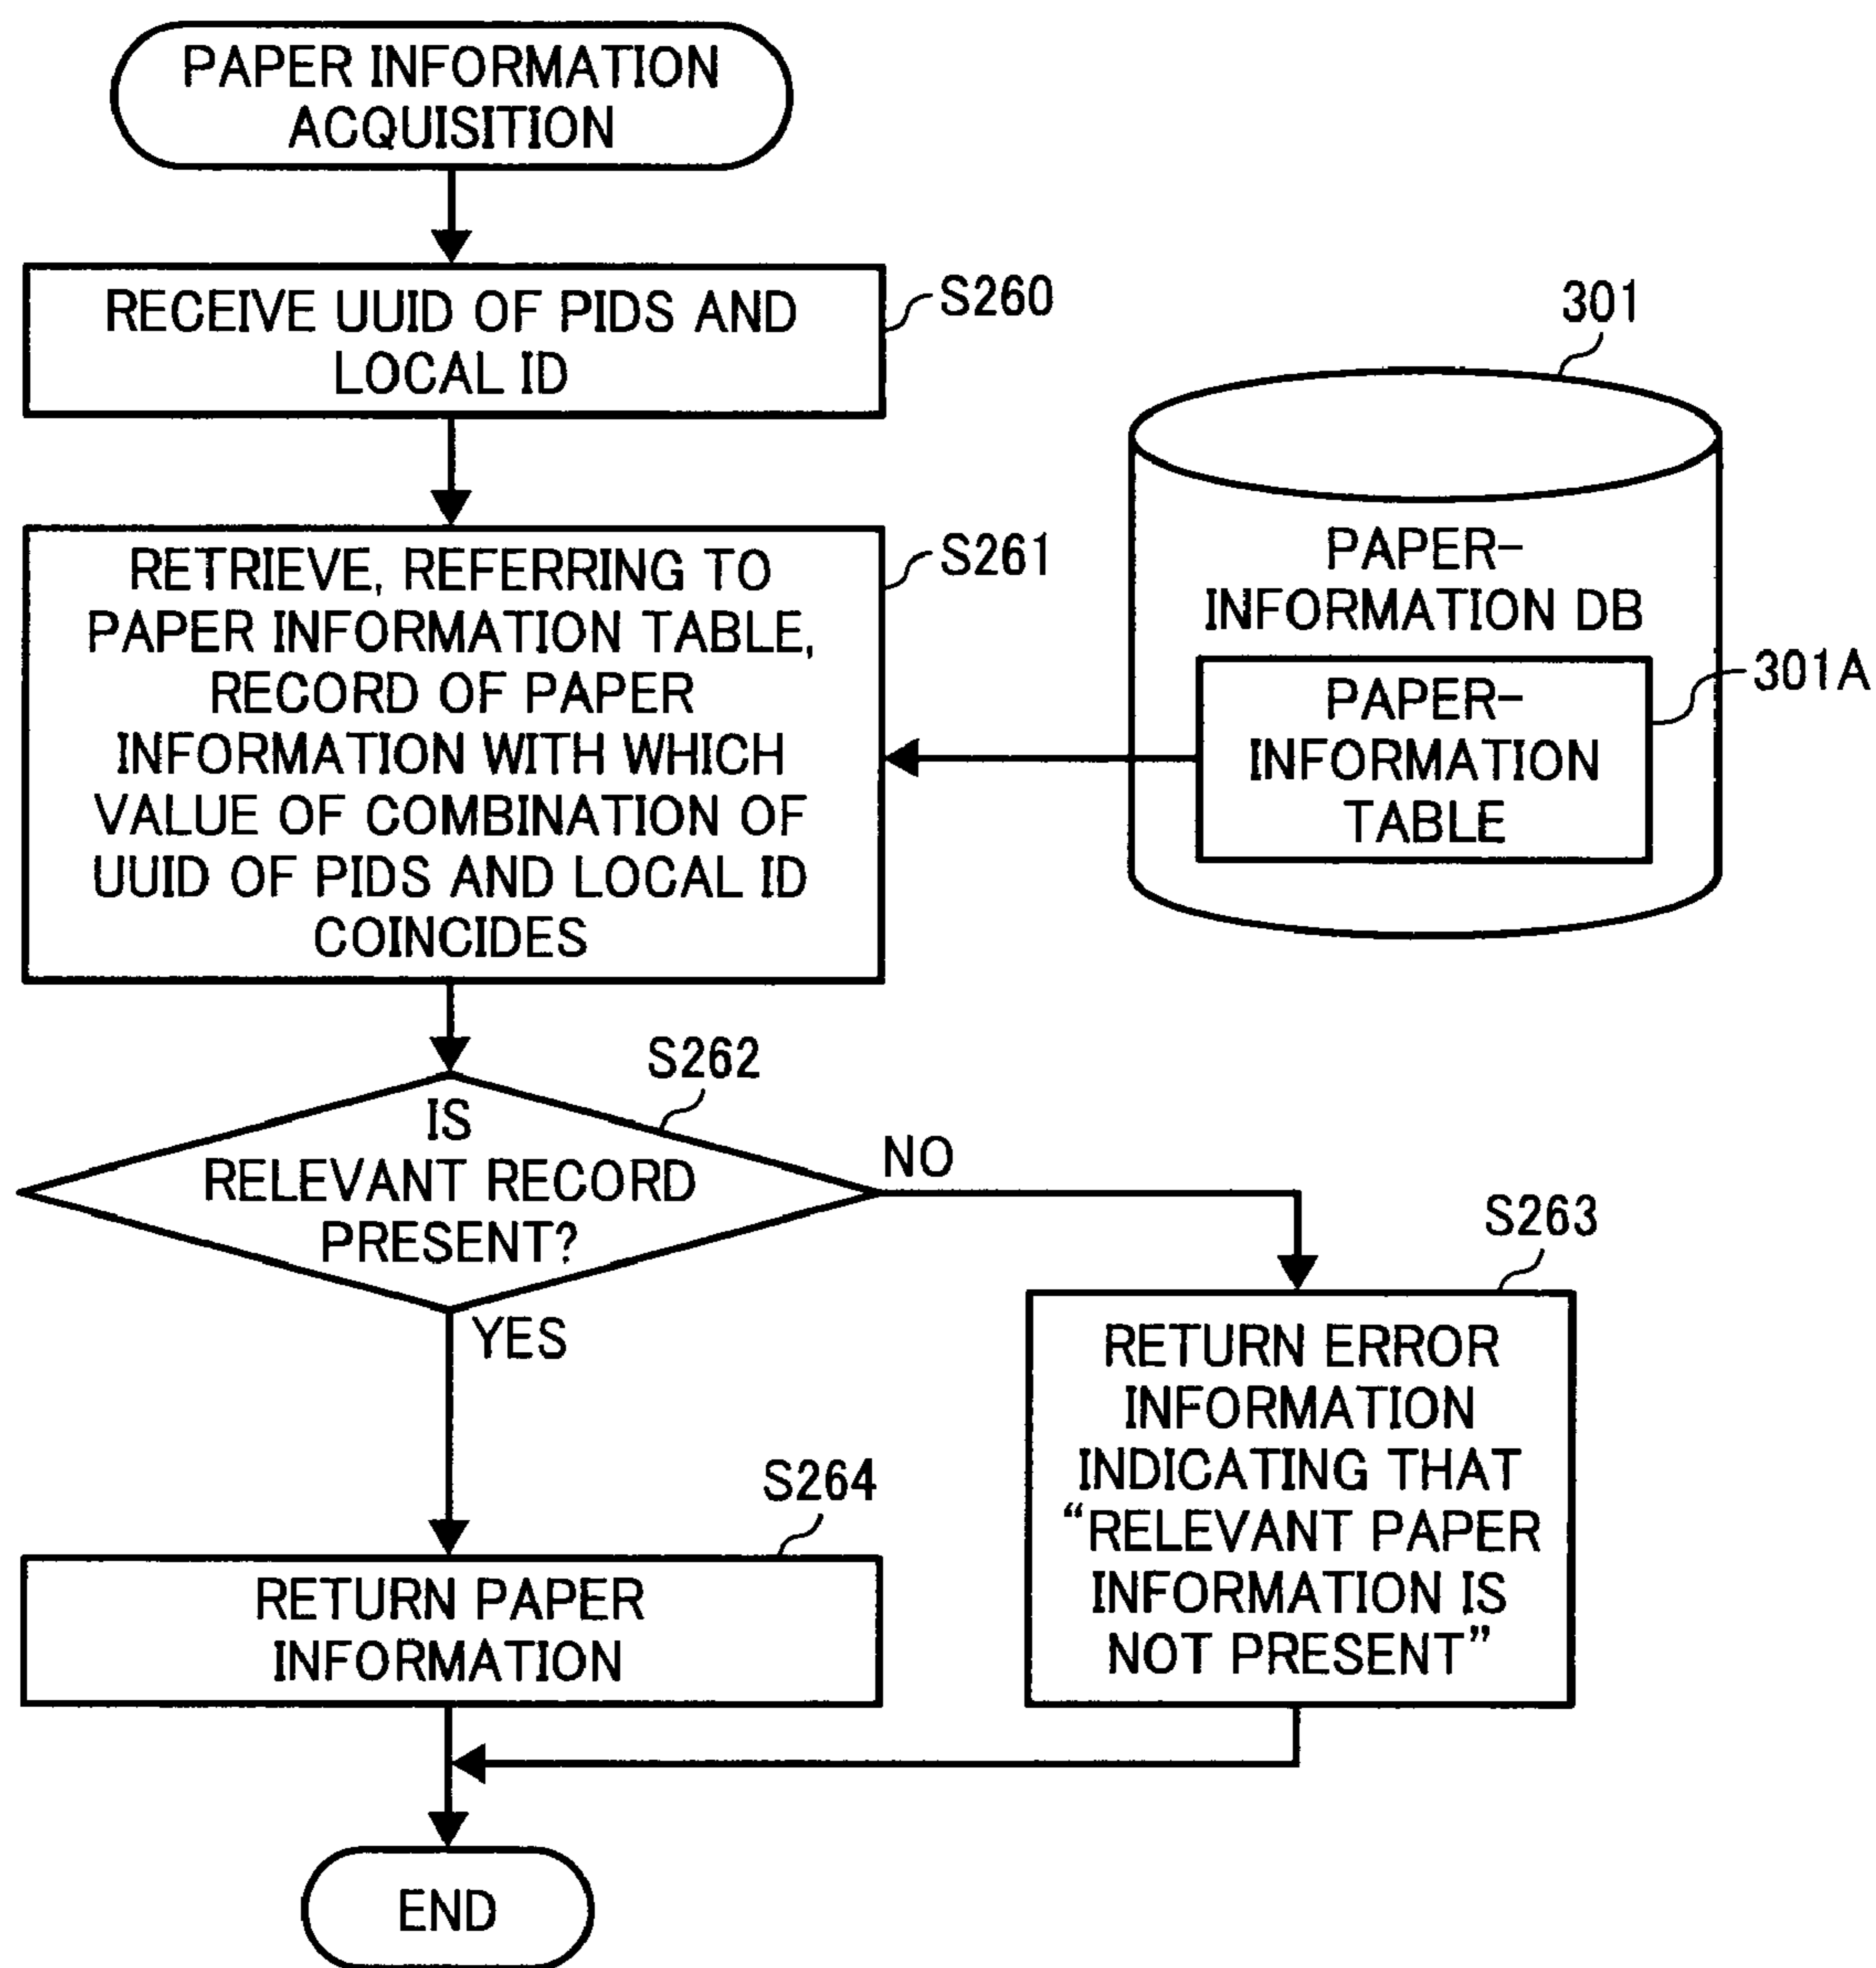 PAPER INFORMATION
ACQUISITION
RECEIVE UUID OF PIDS AND
LOCAL ID
S260
301
RETRIEVE, REFERRING TO
PAPER INFORMATION TABLE,
RECORD OF PAPER
INFORMATION WITH WHICH
VALUE OF COMBINATION OF
UUID OF PIDS AND LOCAL ID
COINCIDES
S261
PAPER-
INFORMATION DB
PAPER-
INFORMATION
TABLE
301A
S262
IS
RELEVANT RECORD
PRESENT?
NO
YES
S263
RETURN ERROR
INFORMATION
INDICATING THAT
“RELEVANT PAPER
INFORMATION IS
NOT PRESENT”
S264
RETURN PAPER
INFORMATION
END